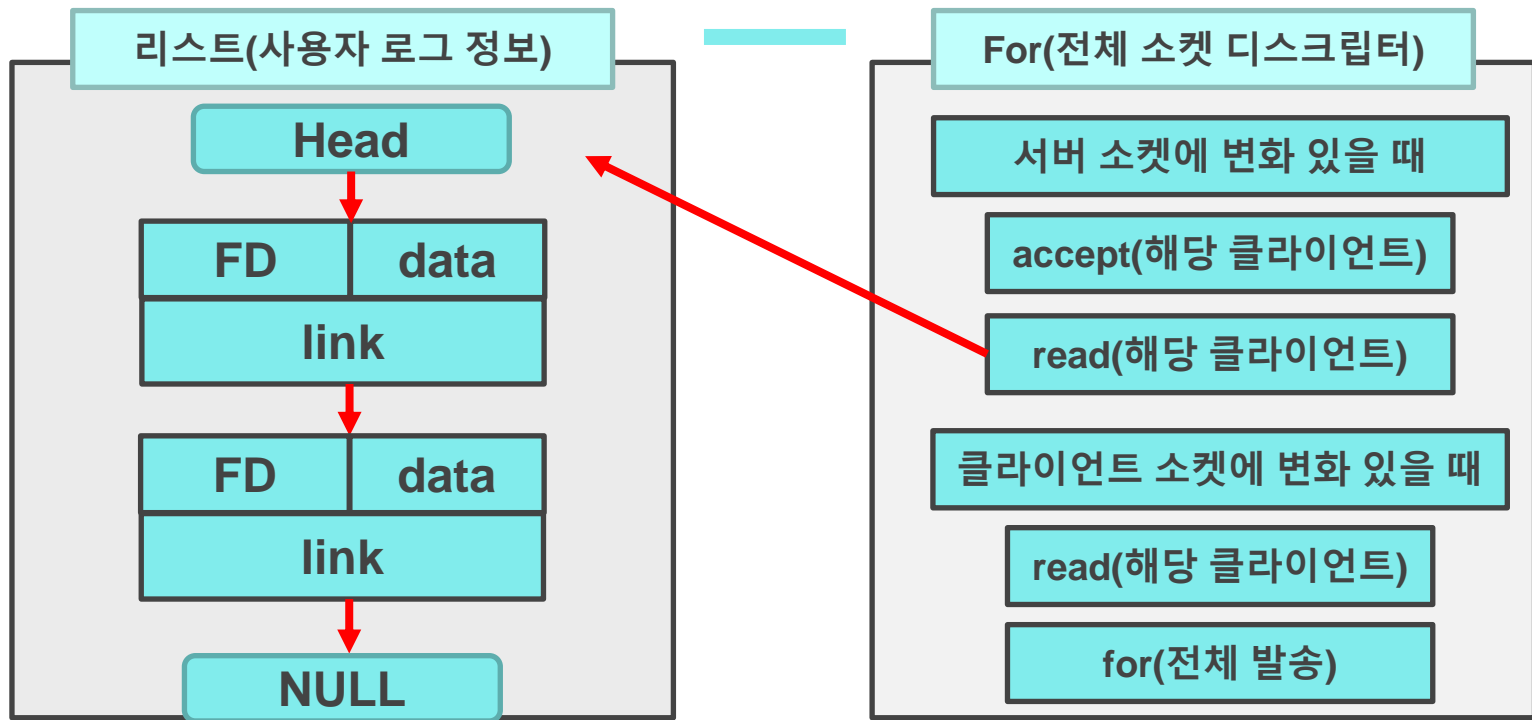 리스트(사용자 로그 정보)
Head
FD data
link
FD data
link
NULL
For(전체 소켓 디스크립터)
서버 소켓에 변화 있을 때
accept(해당 클라이언트)
read(해당 클라이언트)
클라이언트 소켓에 변화 있을 때
read(해당 클라이언트)
for(전체 발송)